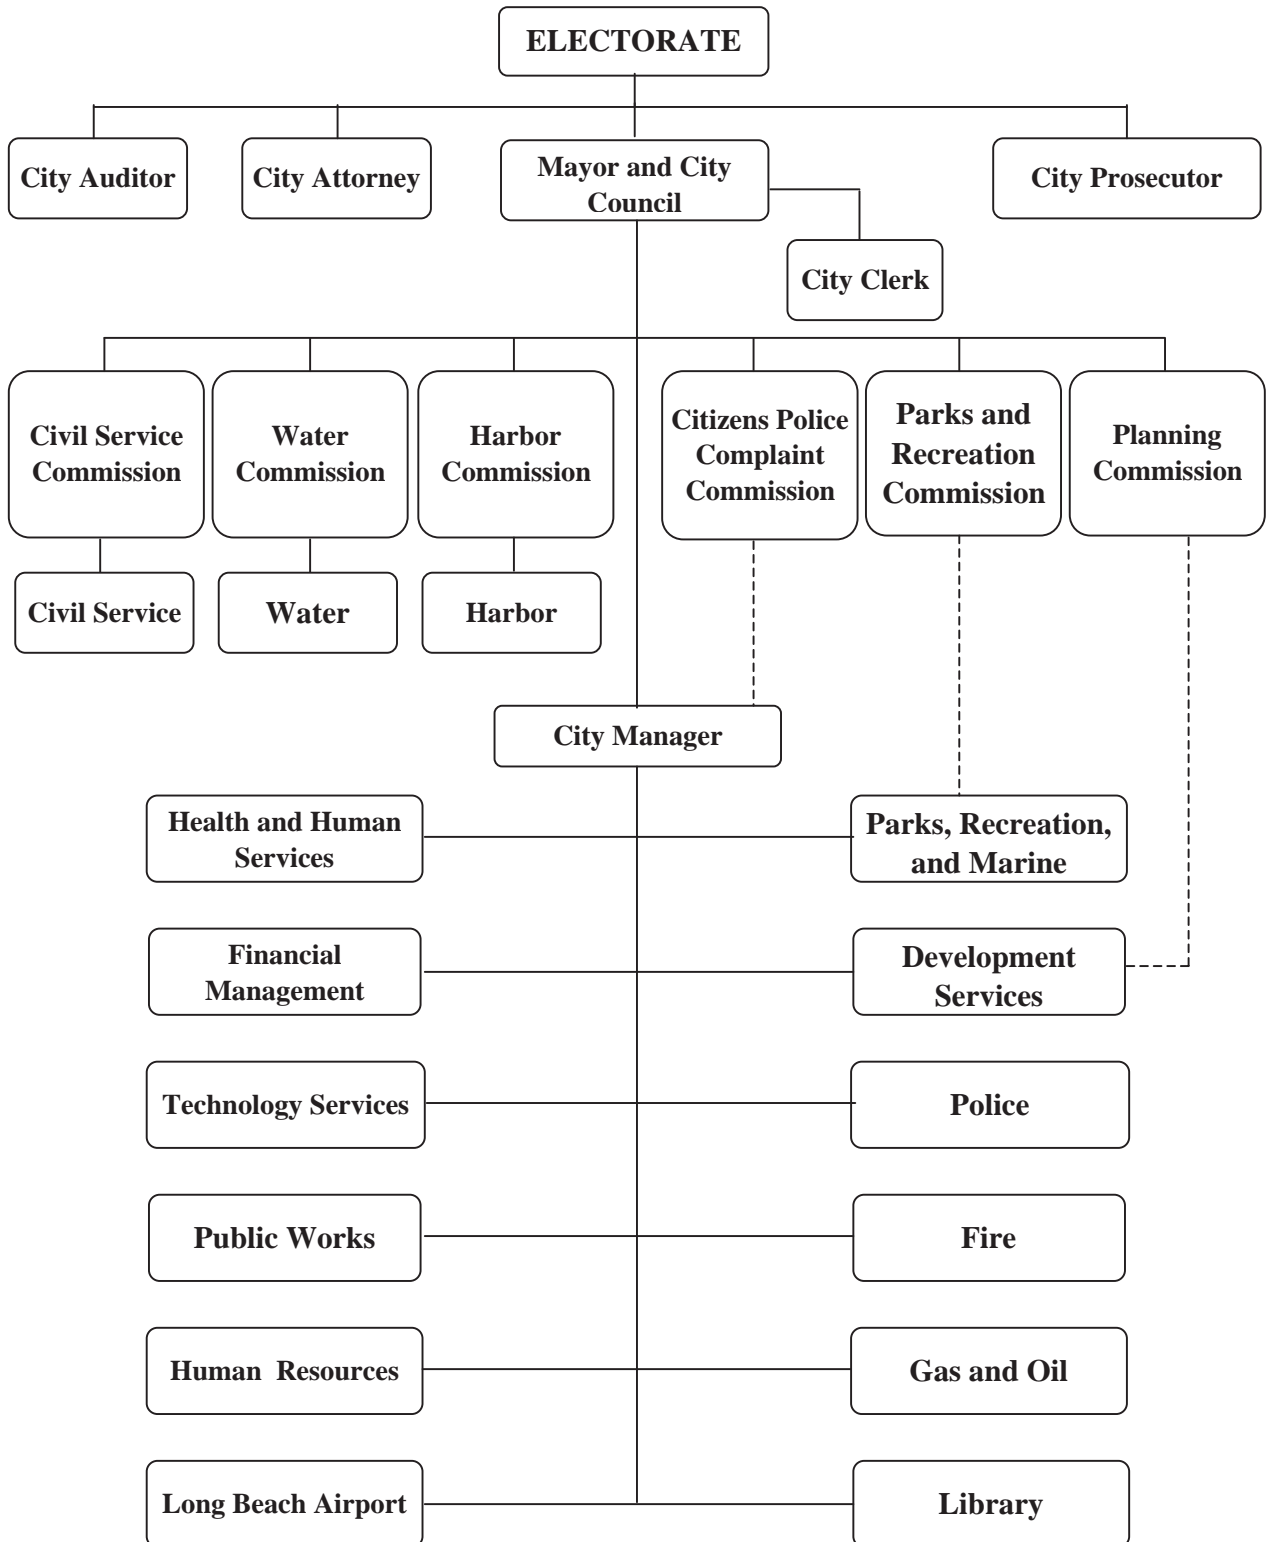 ELECTORATE
City Auditor
City Attorney
Mayor and City
Council
City Prosecutor
City Clerk
Civil Service
Commission
Water
Commission
Harbor
Commission
Citizens Police
Complaint
Commission
Parks and
Recreation
Commission
Planning
Commission
Civil Service
Water
Harbor
City Manager
Health and Human
Services
Parks, Recreation,
and Marine
Financial
Management
Development
Services
Technology Services
Police
Public Works
Fire
Human Resources
Gas and Oil
Long Beach Airport
Library